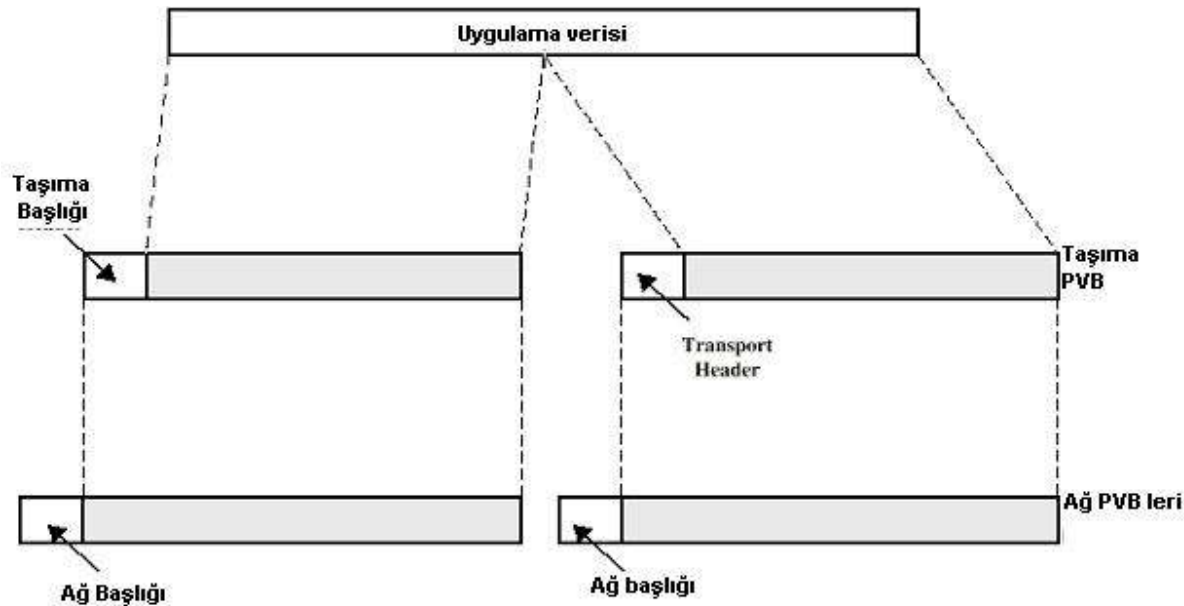 Uygulama verisi
Taşıma
Başlığı
Taşıma
PVB
Transport
Header
Ağ PVB leri
Ağ Başlığı
Ağ başlığı